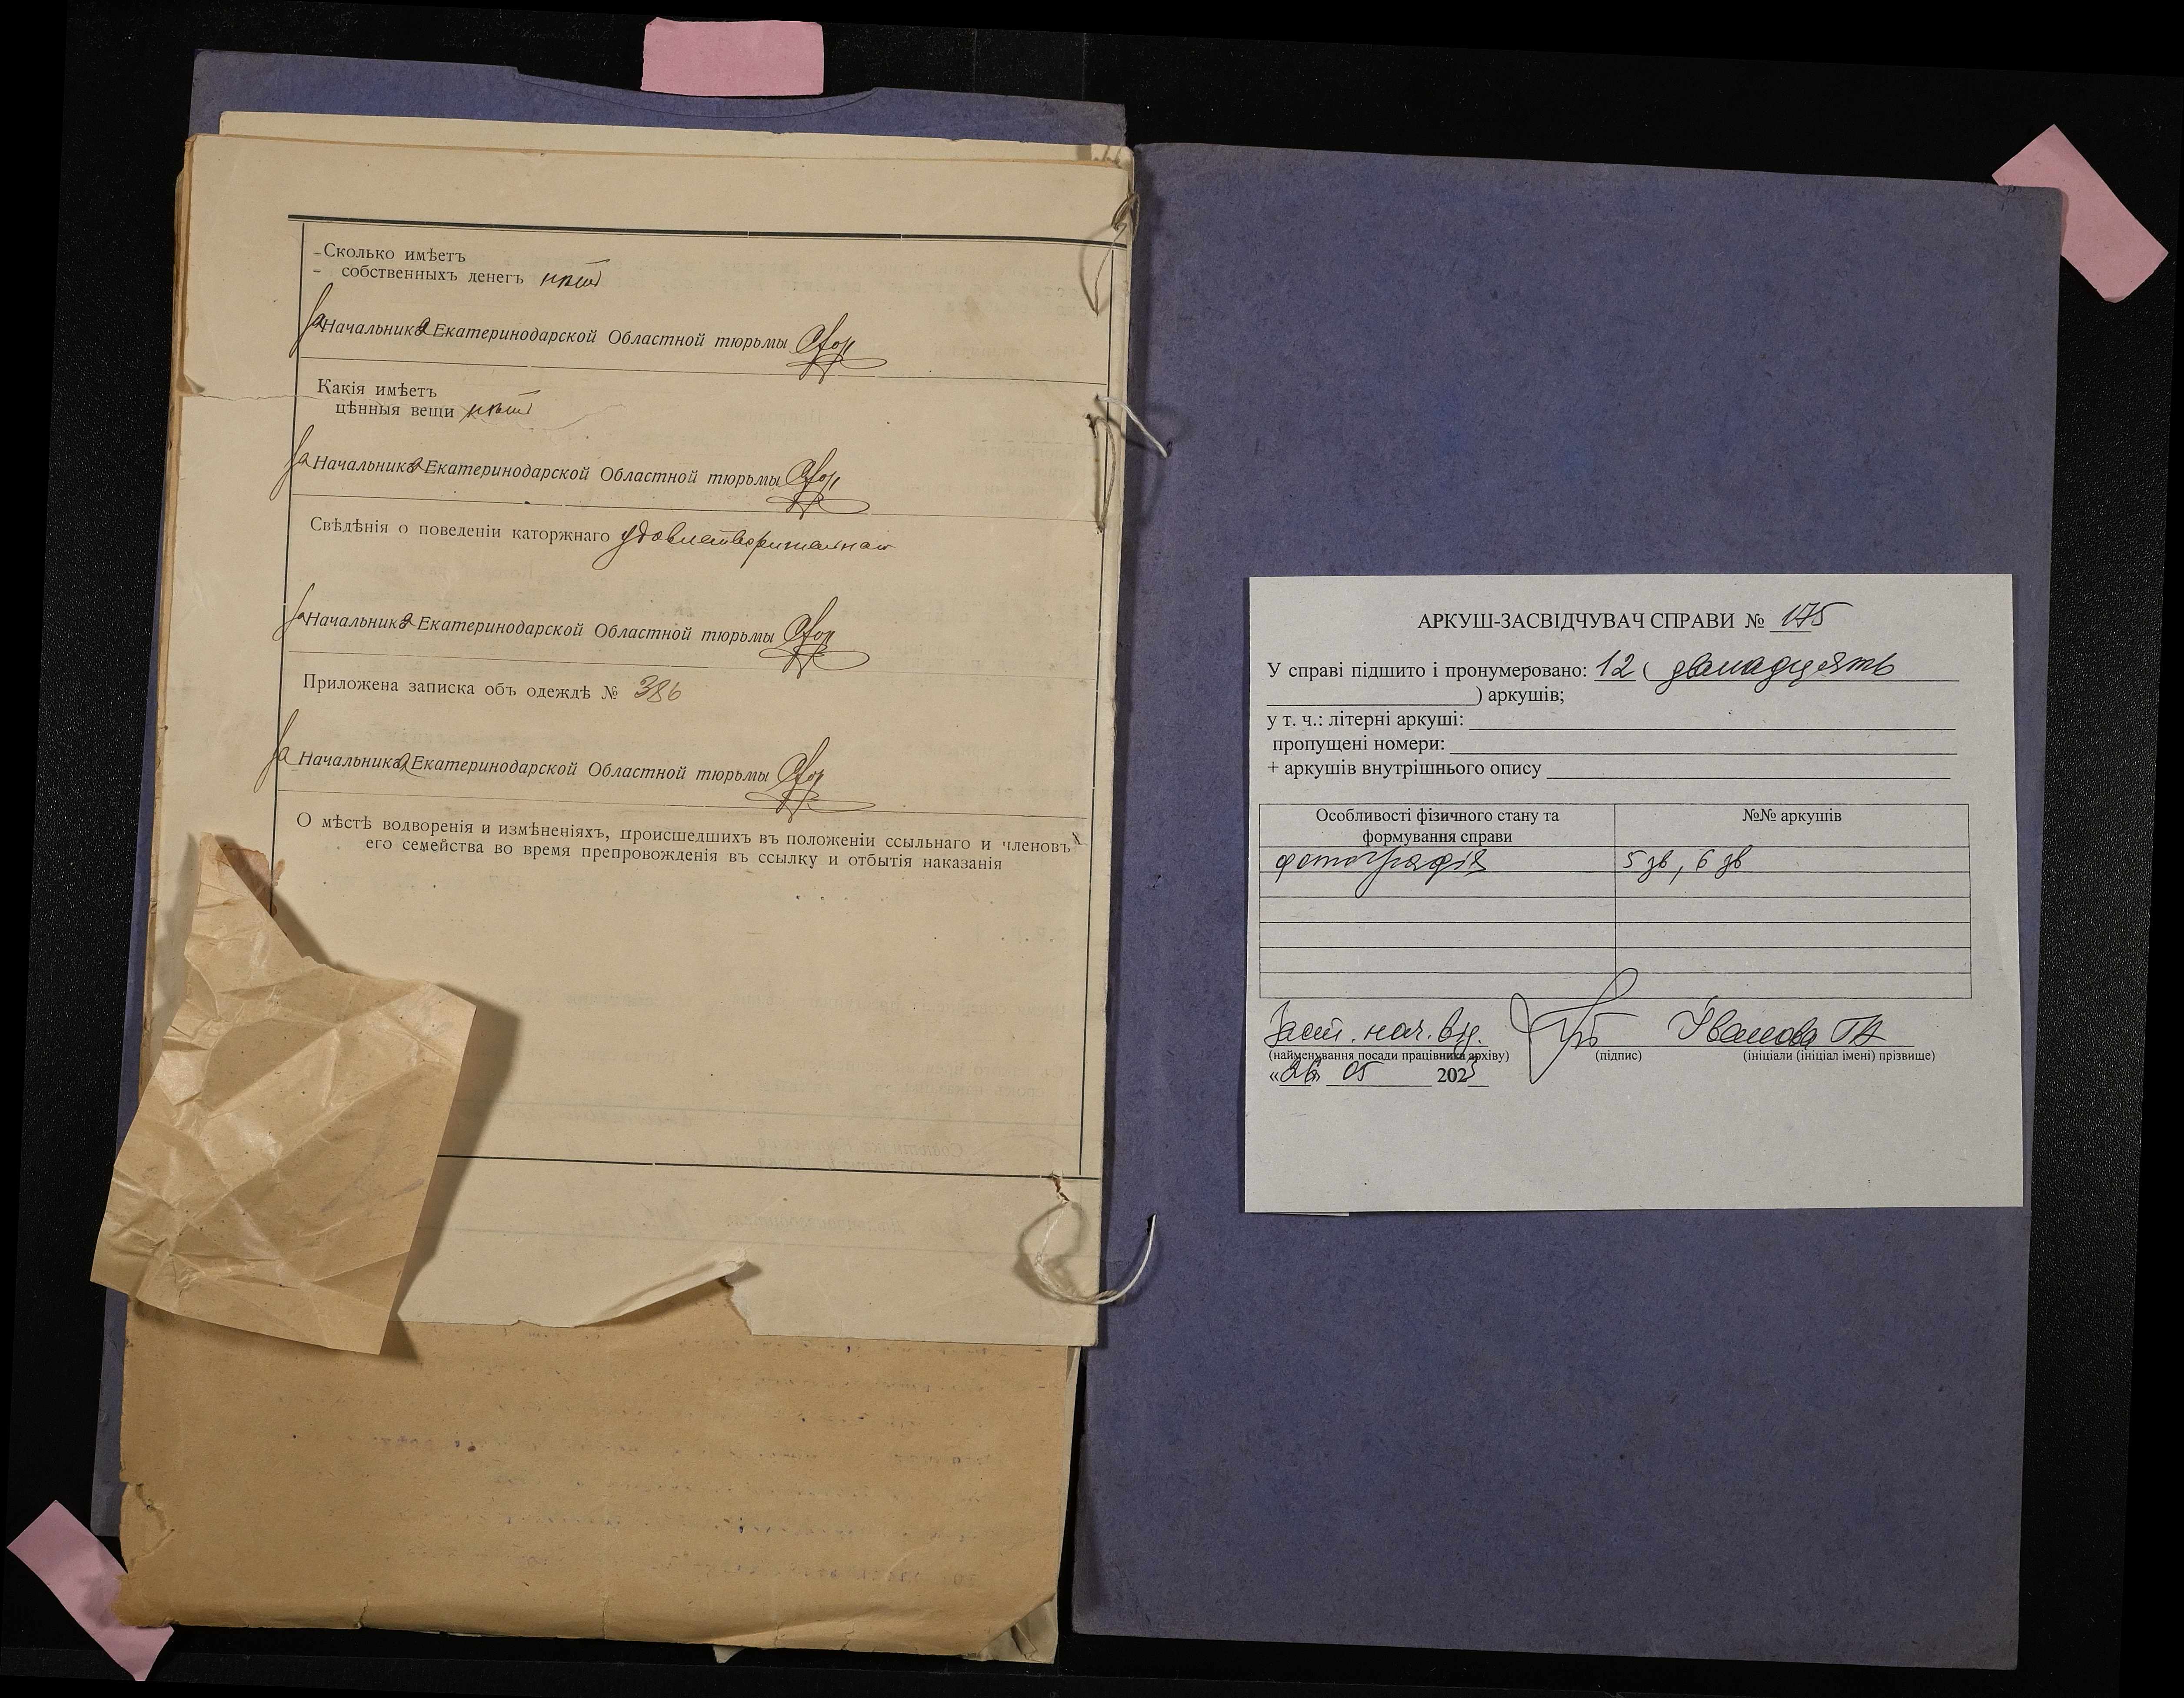 Сколько имѣетъ
собственныхъ денегъ нѣтъ
За Начальника Екатеринодарской Областной тюрьмы
Какія имѣетъ
цѣнныя вещи нѣтъ
За Начальника Екатеринодарской Областной тюрьмы
Свѣдѣнія о поведеніи каторжнаго
За Начальника Екатеринодарской Областной тюрьмы
Приложена записка объ одеждѣ № 386
За Начальника Екатеринодарской Областной тюрьмы
О мѣстѣ водворенія и измѣненіяхъ, происшедшихъ въ положеніи ссыльнаго и членовъ
его семейства во время препровожденія въ ссылку и отбытія наказанія
АРКУШ-ЗАСВІДЧУВАЧ СПРАВИ № 175
У справі підшито і пронумеровано: 12 ( дванадцять
) аркушів;
у т. ч.: літерні аркуші:
пропущені номери:
+ аркушів внутрішнього опису
Особливості фізичного стану та
формування справи
№№ аркушів
фотографія 5 зв, 6 зв
Заст. нач. від. Іванова
(найменування посади працівника архіву) (підпис) (ініціали (ініціал імені) прізвище)
«26» 05 2023